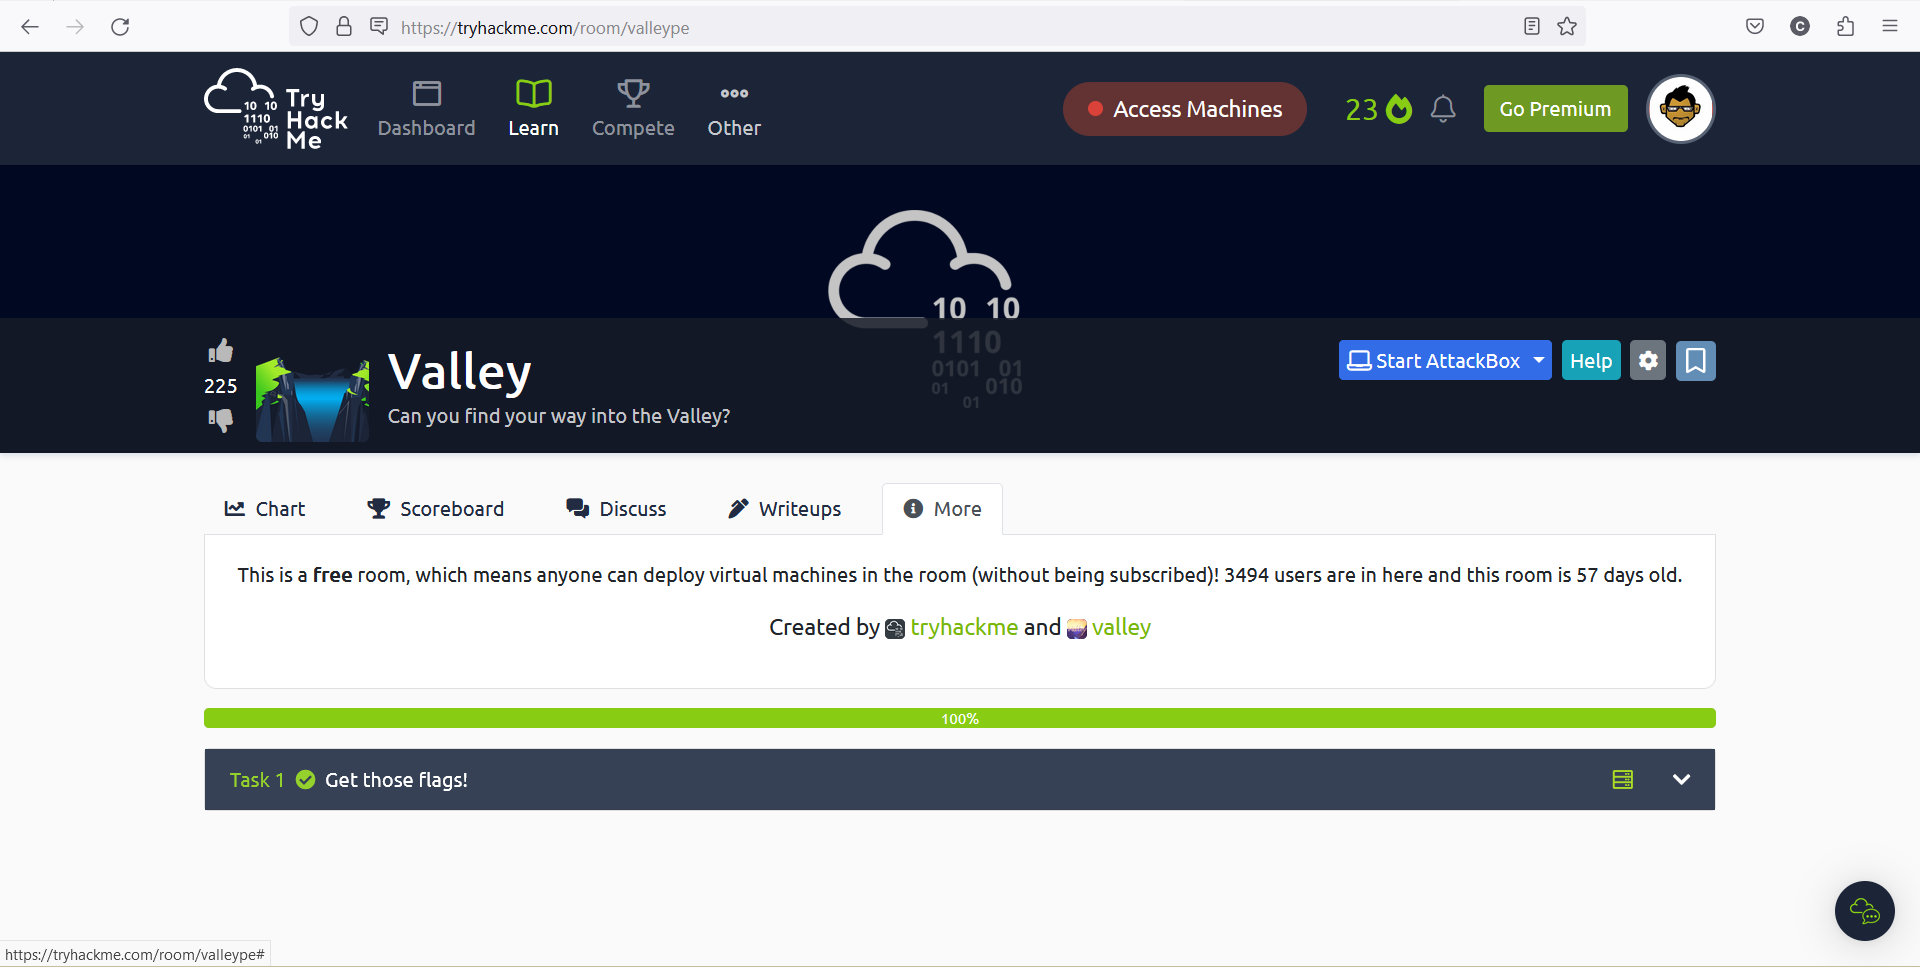 https://tryhackme.com/room/valleype
C
10 10
1110
0101 01
01 010
01
Try
Hack
Me
Dashboard
Learn
Compete
Other
Access Machines
23
Go Premium
10 10
1110
0101 01
01 010
01
225
Valley
Can you find your way into the Valley?
Start AttackBox
Help
Chart
Scoreboard
Discuss
Writeups
More
This is a free room, which means anyone can deploy virtual machines in the room (without being subscribed)! 3494 users are in here and this room is 57 days old.
Created by tryhackme and valley
100%
Task 1 Get those flags!
https://tryhackme.com/room/valleype#